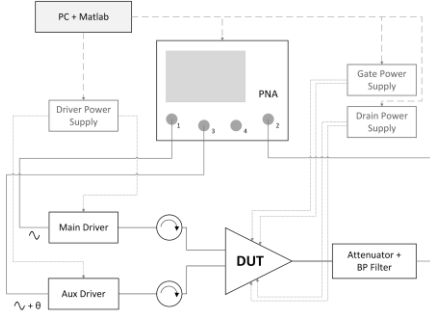 PC + Matlab
PNA
Gate Power
Supply
Driver Power
Supply
Drain Power
Supply
1
3
4
2
Main Driver
DUT
Attenuator +
BP Filter
Aux Driver
+ θ